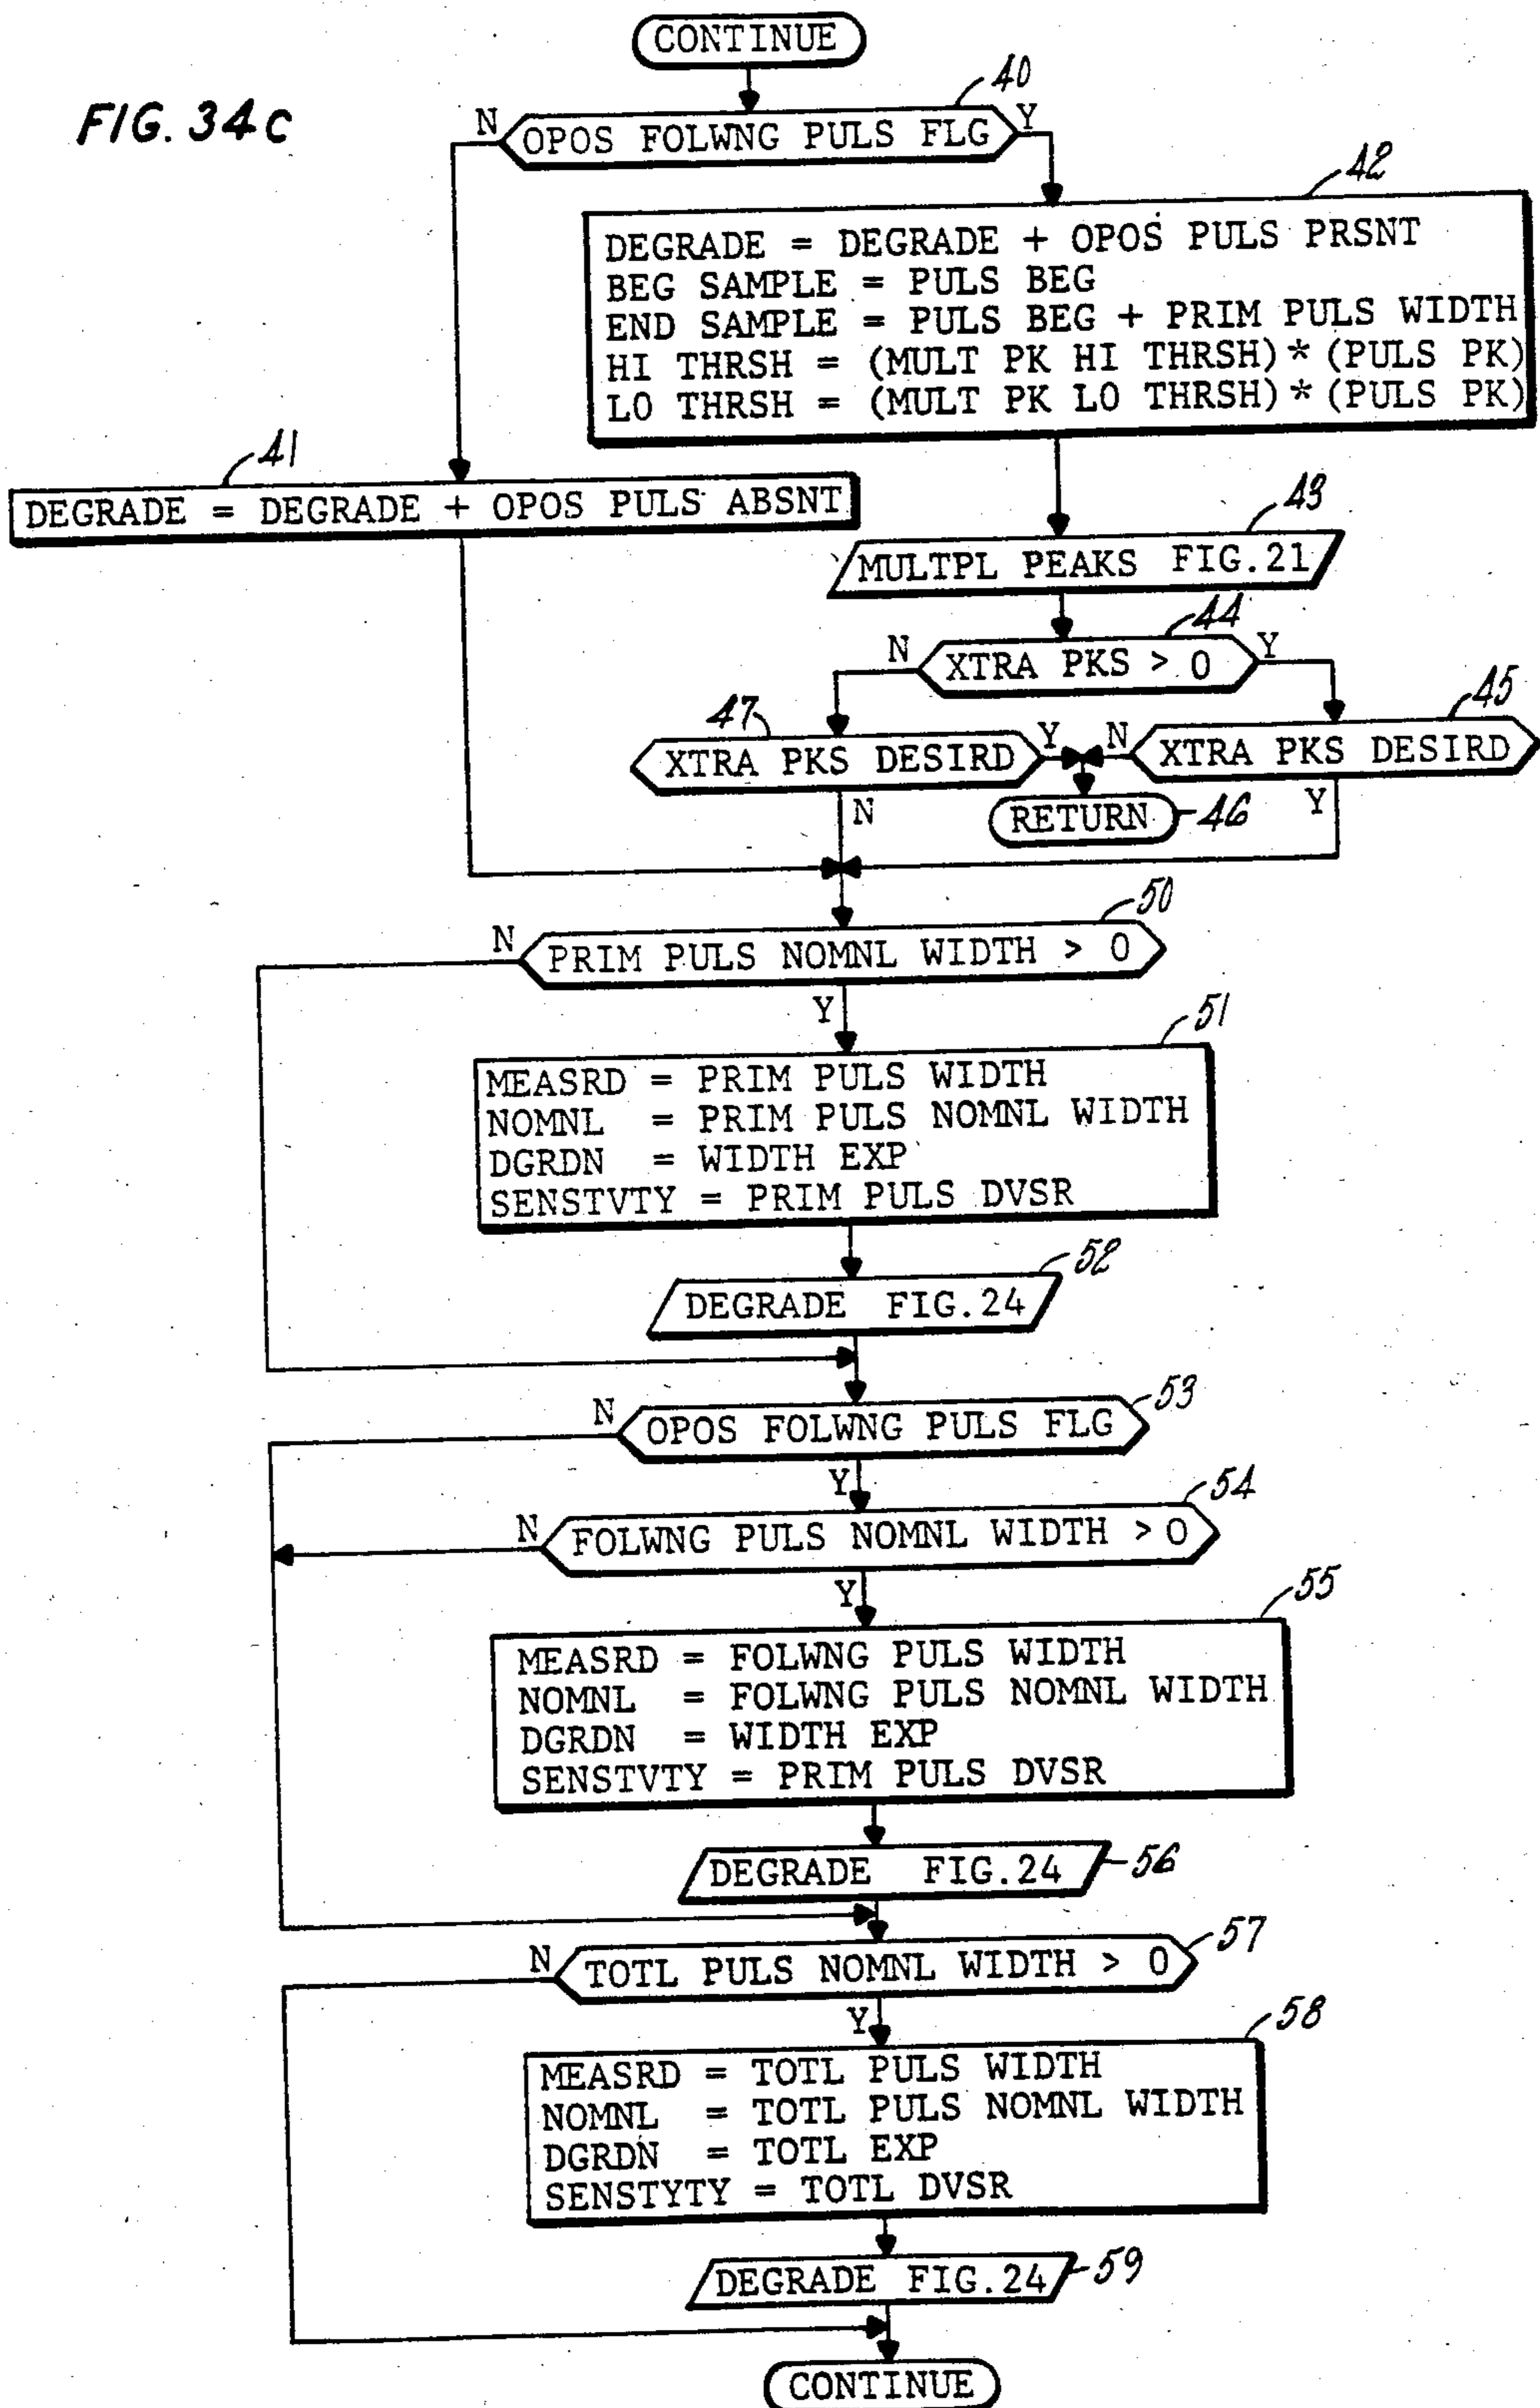 CONTINUE
FIG. 34c
40
N
OPOS FOLWNG PULS FLG
Y
42
DEGRADE = DEGRADE + OPOS PULS PRSNT
BEG SAMPLE = PULS BEG
END SAMPLE = PULS BEG + PRIM PULS WIDTH
HI THRSH = (MULT PK HI THRSH)*(PULS PK)
LO THRSH = (MULT PK LO THRSH)*(PULS PK)
41
DEGRADE = DEGRADE + OPOS PULS ABSNT
43
MULTPL PEAKS FIG.21
44
N
XTRA PKS > 0
Y
47
XTRA PKS DESIRD
Y
N
45
XTRA PKS DESIRD
N
RETURN
46
Y
50
N
PRIM PULS NOMNL WIDTH > 0
Y
51
MEASRD = PRIM PULS WIDTH
NOMNL = PRIM PULS NOMNL WIDTH
DGRDN = WIDTH EXP
SENSTVTY = PRIM PULS DVSR
52
DEGRADE FIG.24
53
N
OPOS FOLWNG PULS FLG
Y
54
N
FOLWNG PULS NOMNL WIDTH > 0
Y
55
MEASRD = FOLWNG PULS WIDTH
NOMNL = FOLWNG PULS NOMNL WIDTH
DGRDN = WIDTH EXP
SENSTVTY = PRIM PULS DVSR
DEGRADE FIG.24
56
57
N
TOTL PULS NOMNL WIDTH > 0
Y
58
MEASRD = TOTL PULS WIDTH
NOMNL = TOTL PULS NOMNL WIDTH
DGRDN = TOTL EXP
SENSTYTY = TOTL DVSR
DEGRADE FIG.24
59
CONTINUE